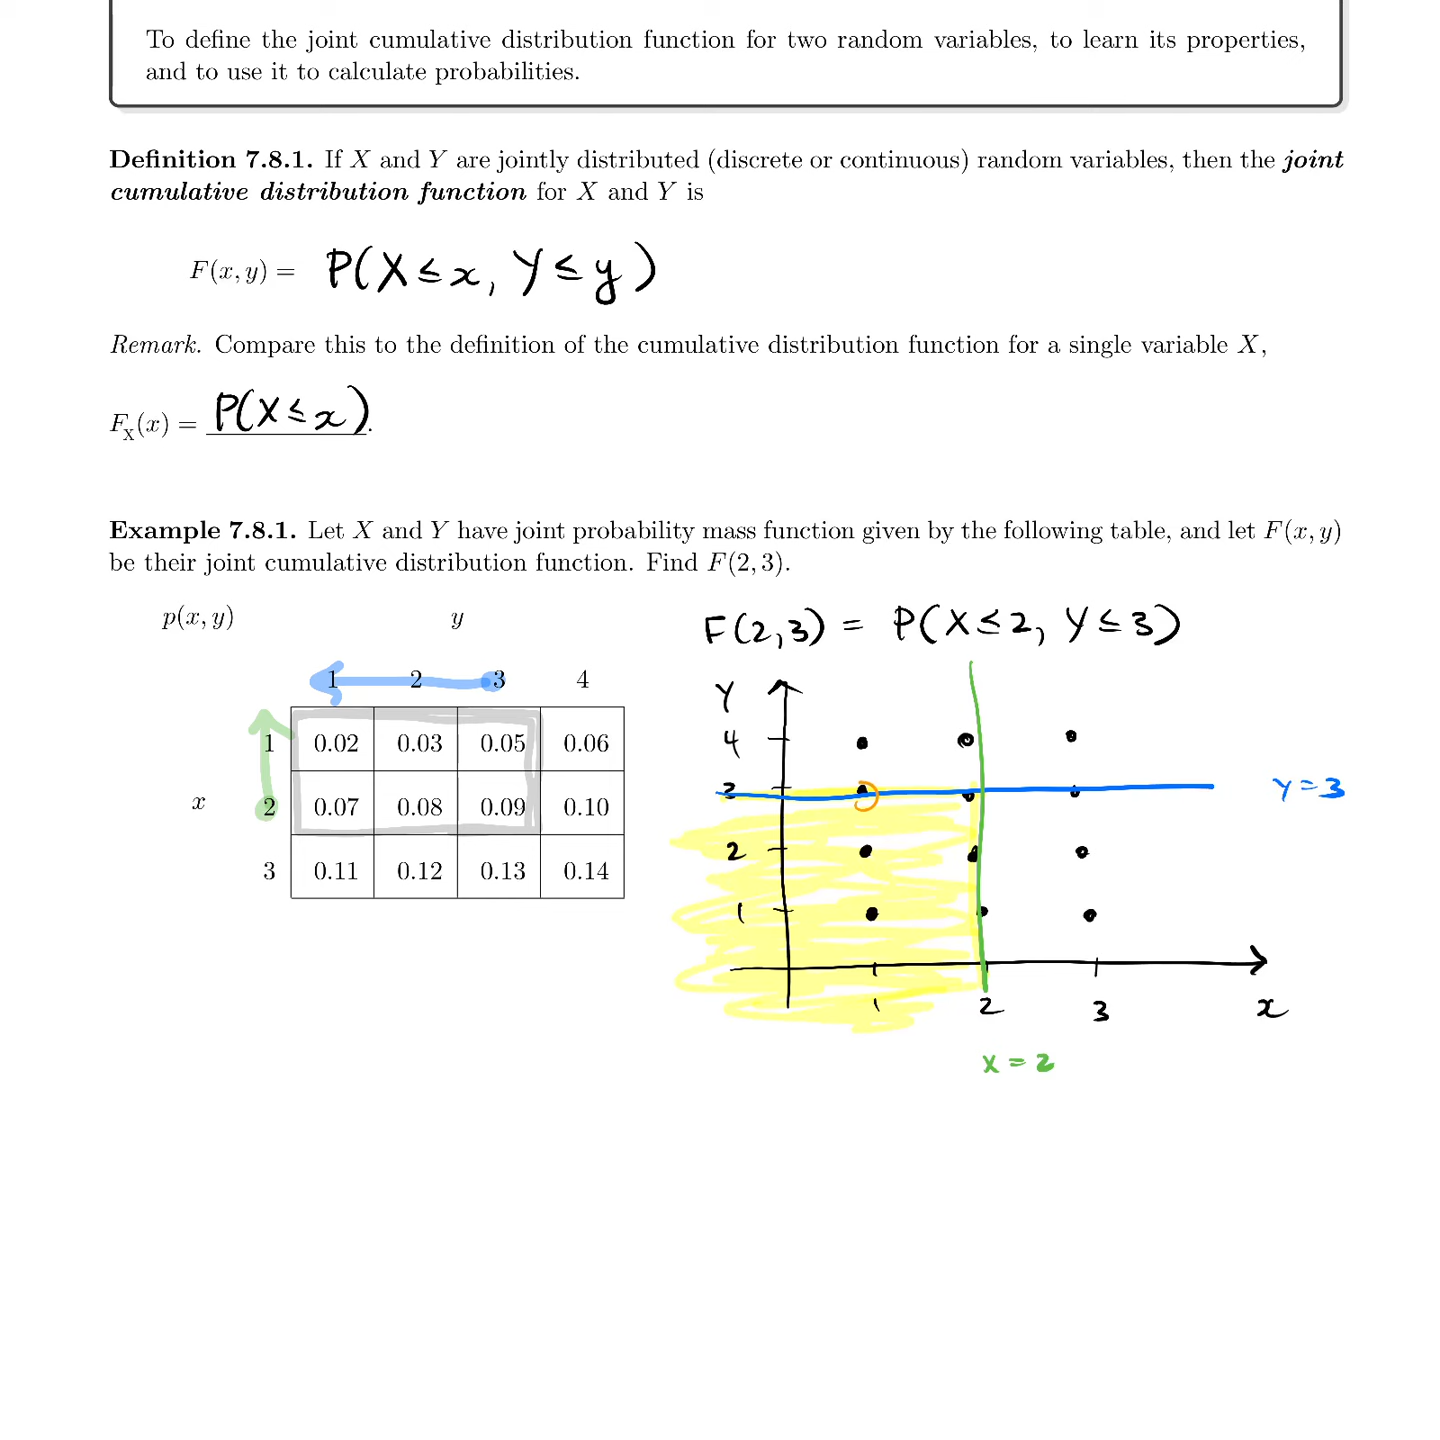 To define the joint cumulative distribution function for two random variables, to learn its properties,
and to use it to calculate probabilities.
Definition 7.8.1. If X and Y are jointly distributed (discrete or continuous) random variables, then the joint
cumulative distribution function for X and Y is
F(x, y) = P(X ≤ x, Y ≤ y)
Remark. Compare this to the definition of the cumulative distribution function for a single variable X,
F_X(x) = P(X ≤ x).
Example 7.8.1. Let X and Y have joint probability mass function given by the following table, and let F(x, y)
be their joint cumulative distribution function. Find F(2, 3).
p(x, y) y
1 2 3 4
1 0.02 0.03 0.05 0.06
x 2 0.07 0.08 0.09 0.10
3 0.11 0.12 0.13 0.14
F(2,3) = P(X ≤ 2, Y ≤ 3)
Y
4
3
Y = 3
2
1
1 2 3 x
X = 2